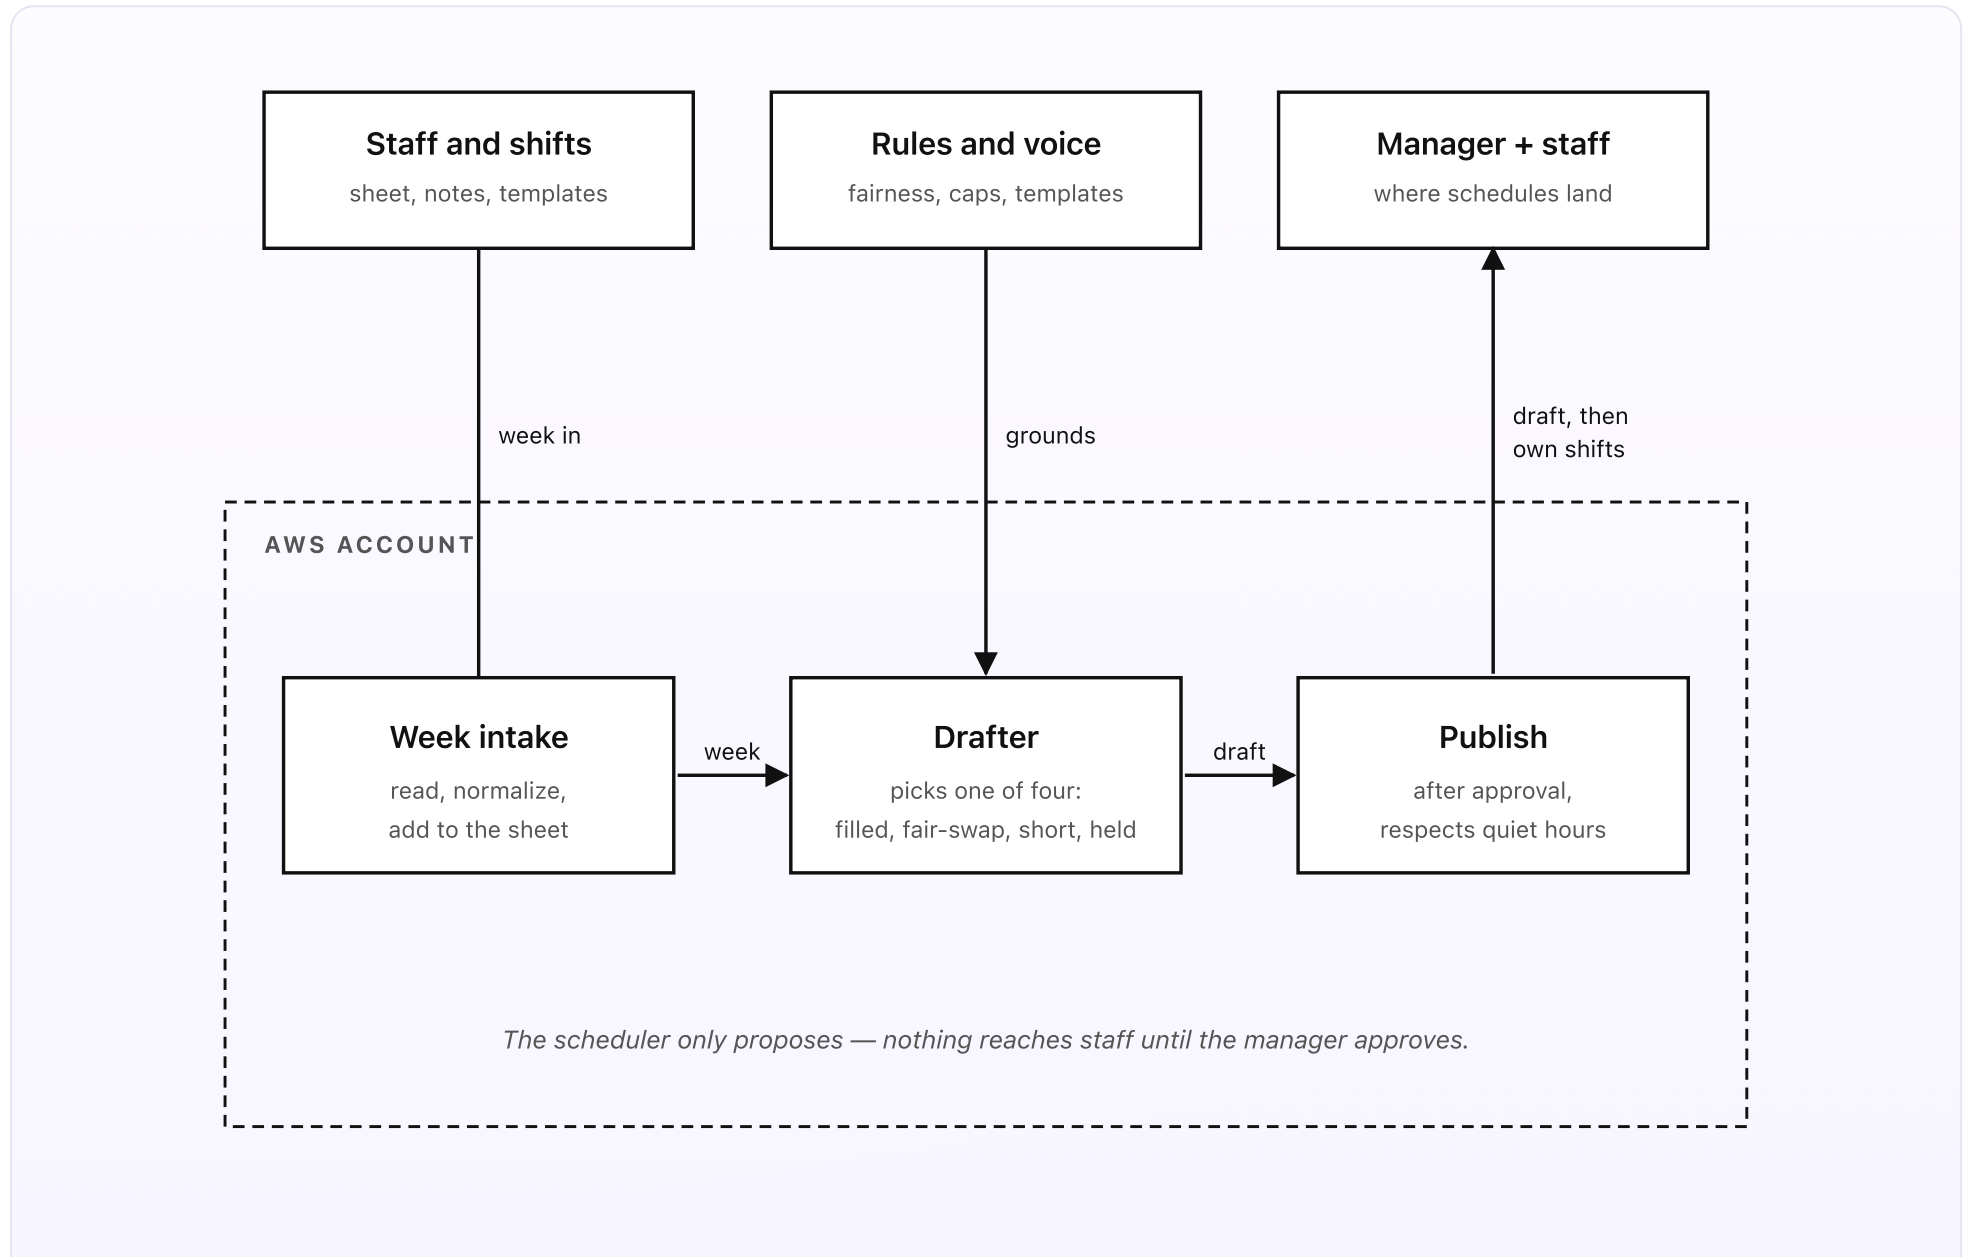 Staff and shifts
sheet, notes, templates
Rules and voice
fairness, caps, templates
Manager + staff
where schedules land
week in
grounds
draft, then
own shifts
AWS ACCOUNT
Week intake
read, normalize,
add to the sheet
week
Drafter
picks one of four:
filled, fair-swap, short, held
draft
Publish
after approval,
respects quiet hours
The scheduler only proposes — nothing reaches staff until the manager approves.